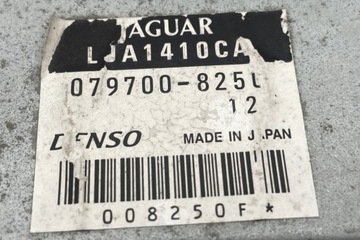 JAGUAR
LJA1410CA
079700-825
12
DENSO
MADE IN JAPAN
008250F*